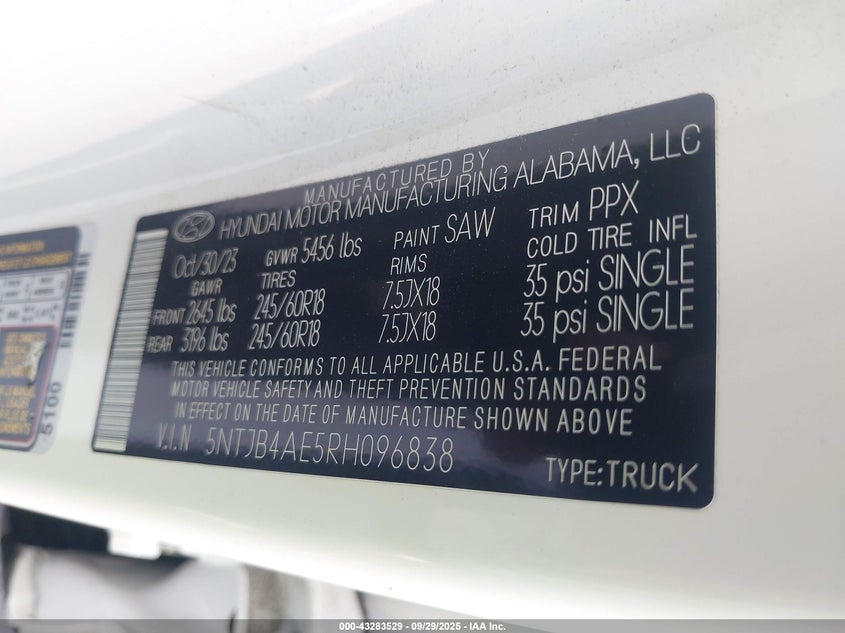 MANUFACTURED BY
HYUNDAI MOTOR MANUFACTURING ALABAMA, LLC
Oct/30/23 GVWR 5456 lbs PAINT SAW TRIM PPX
GAWR TIRES RIMS COLD TIRE INFL
FRONT 2645 lbs 245/60R18 7.5JX18 35 psi SINGLE
REAR 3196 lbs 245/60R18 7.5JX18 35 psi SINGLE
THIS VEHICLE CONFORMS TO ALL APPLICABLE U.S.A. FEDERAL
MOTOR VEHICLE SAFETY AND THEFT PREVENTION STANDARDS
IN EFFECT ON THE DATE OF MANUFACTURE SHOWN ABOVE
V.I.N 5NTJB4AE5RH096838 TYPE:TRUCK
5100
000-43283529 - 09/29/2025 - IAA Inc.